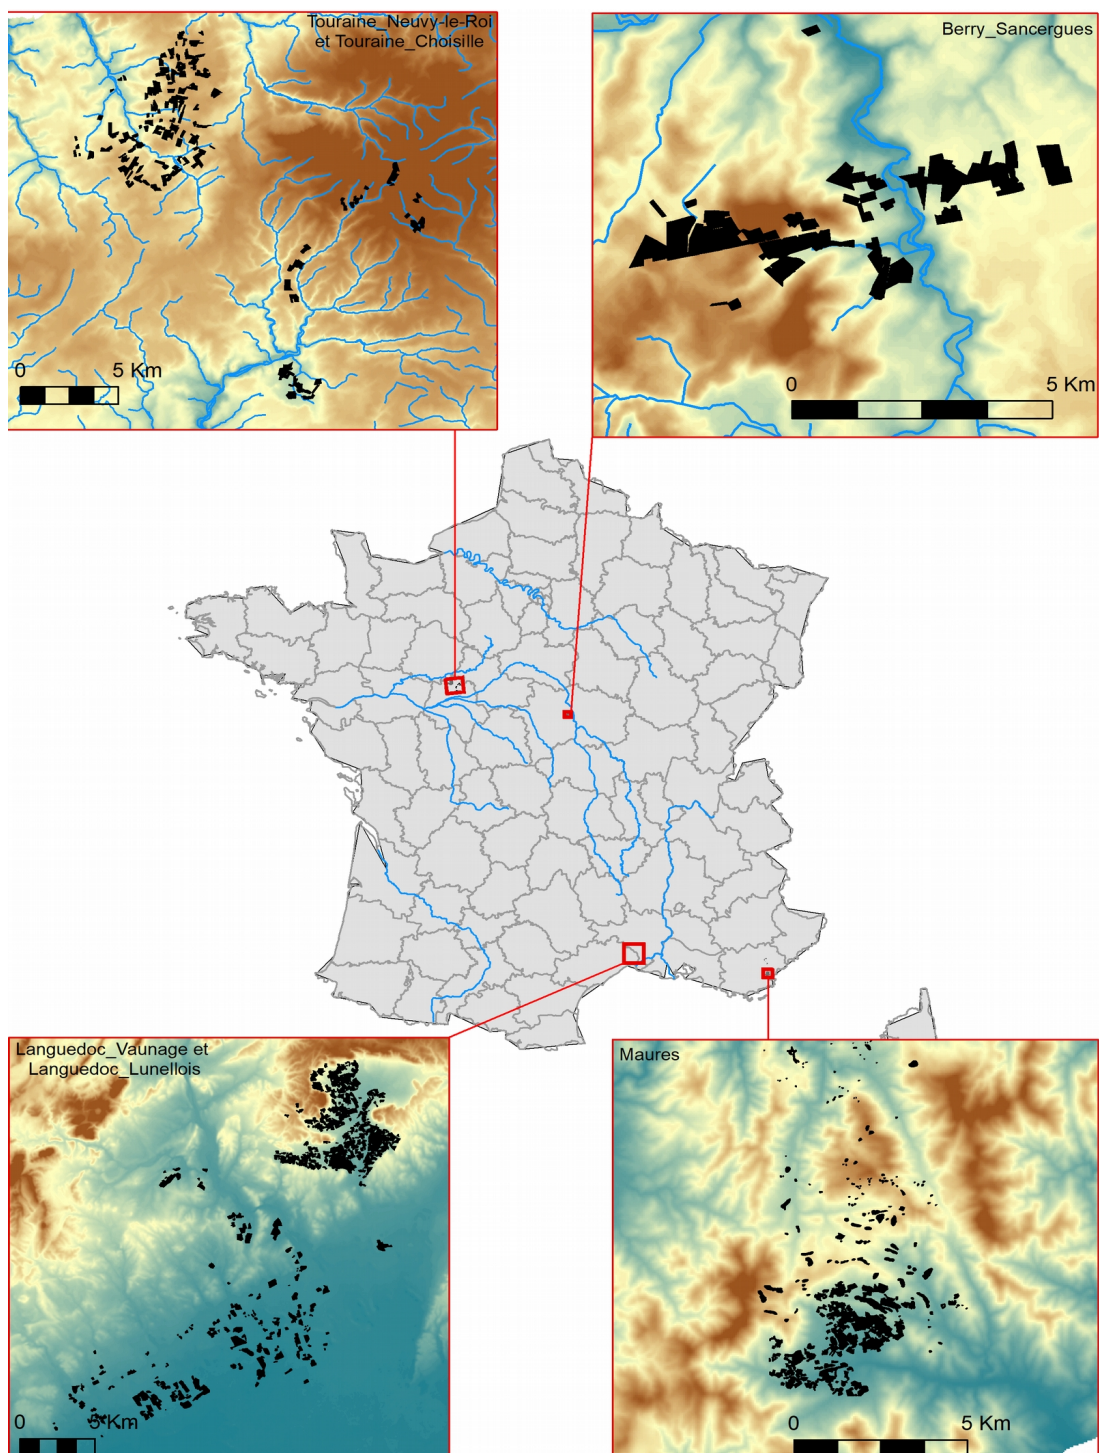 Touraine_Neuvy-le-Roi
et Touraine_Choisille
0 5 Km
Berry_Sancergues
0 5 Km
Languedoc_Vaunage et
Languedoc_Lunellois
0 5 Km
Maures
0 5 Km